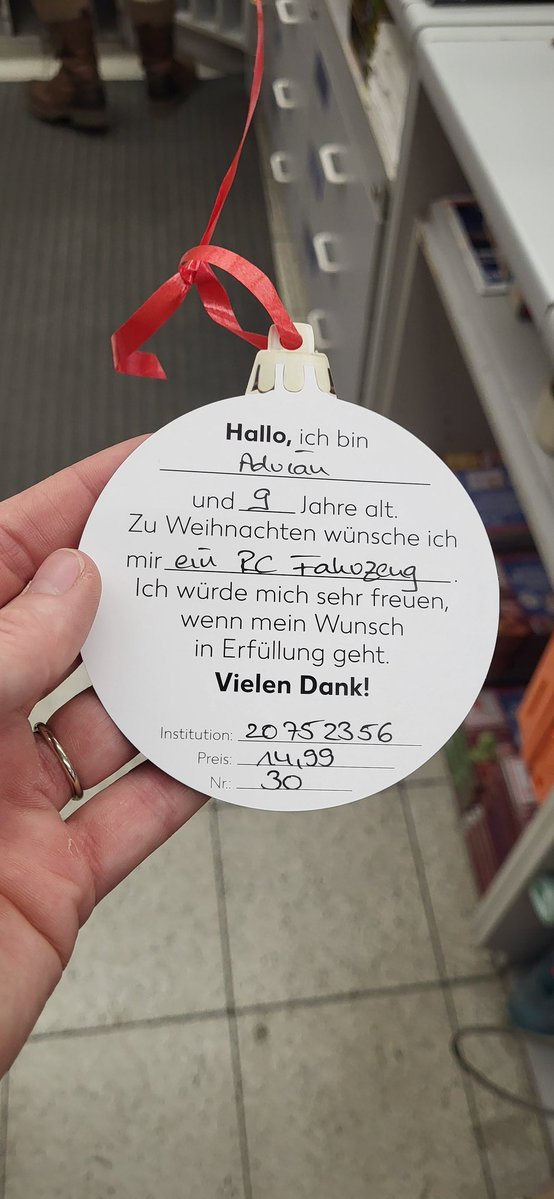 Hallo, ich bin
Adrian
und 9 Jahre alt.
Zu Weihnachten wünsche ich
mir ein RC Fahrzeug.
Ich würde mich sehr freuen,
wenn mein Wunsch
in Erfüllung geht.
Vielen Dank!
Institution: 20752356
Preis: 14,99
Nr.: 30